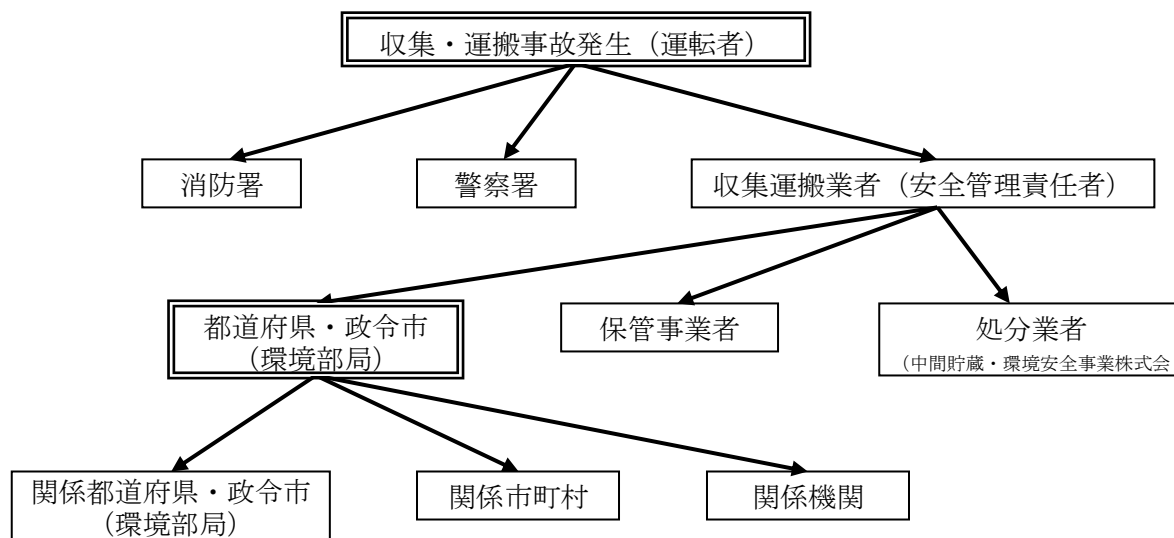 収集・運搬事故発生（運転者）
消防署
警察署
収集運搬業者（安全管理責任者）
都道府県・政令市
（環境部局）
保管事業者
処分業者
（中間貯蔵・環境安全事業株式会
関係都道府県・政令市
（環境部局）
関係市町村
関係機関